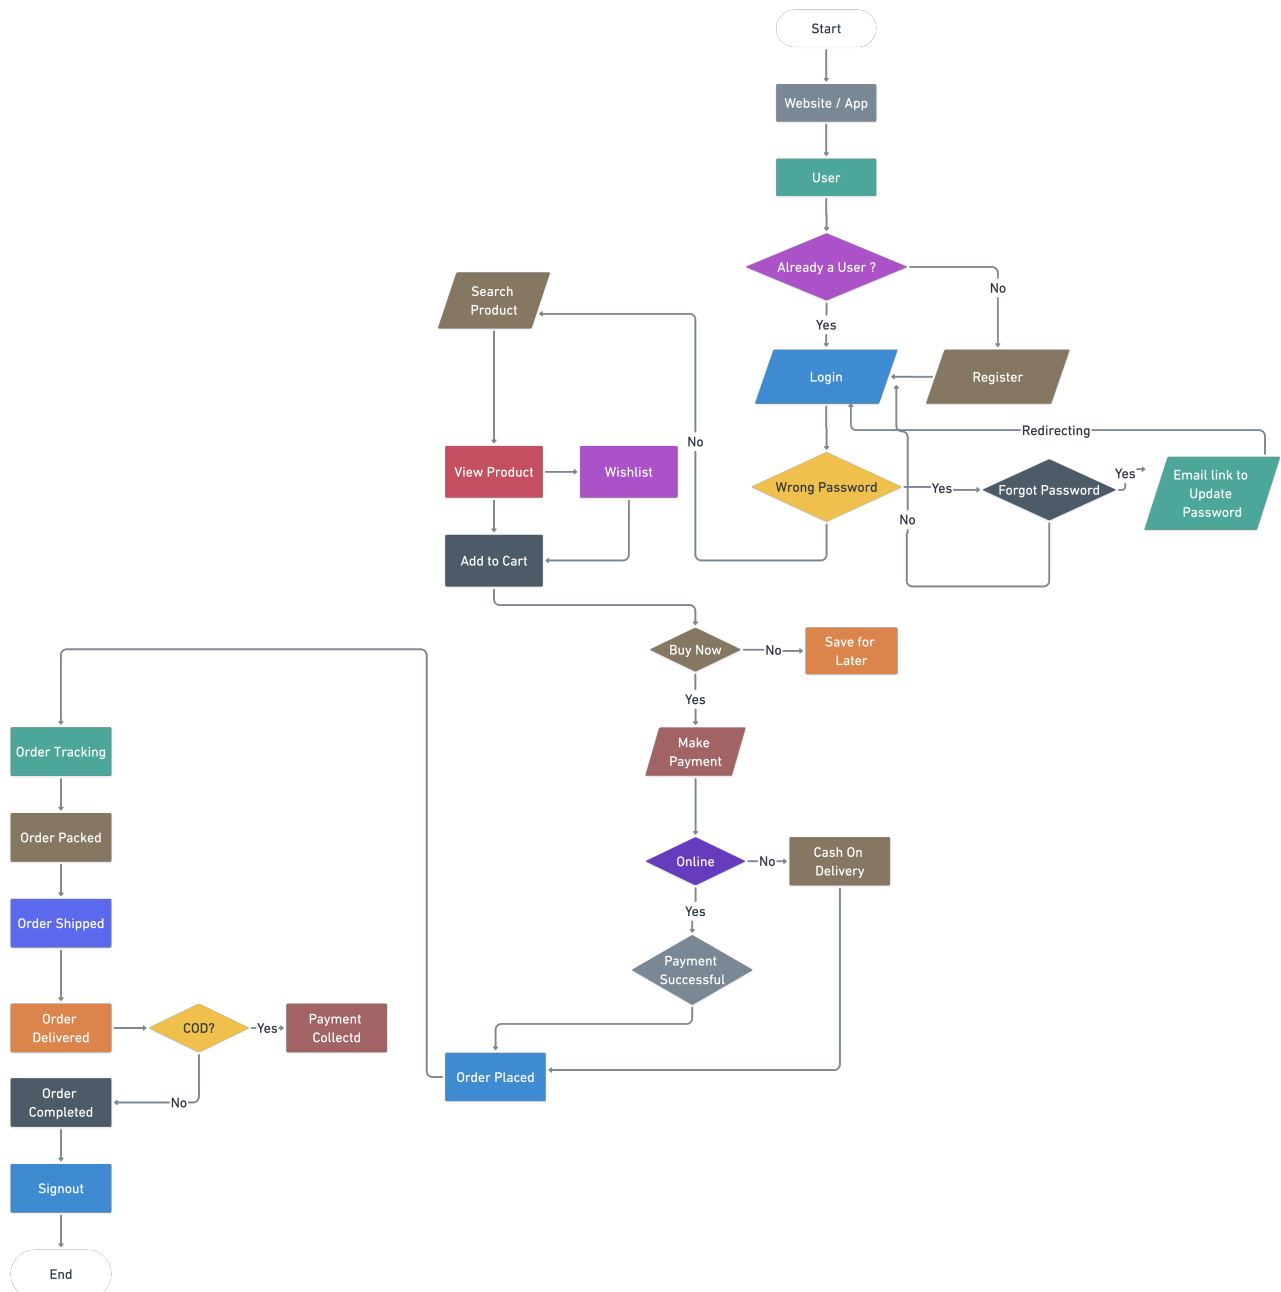 Start
Website / App
User
Already a User ?
No
Yes
Search
Product
Login
Register
Redirecting
No
View Product
Wishlist
Wrong Password
Yes
Forgot Password
Yes
Email link to
Update
Password
No
Add to Cart
Buy Now
No
Save for
Later
Yes
Make
Payment
Online
No
Cash On
Delivery
Yes
Payment
Successful
Order Placed
Order Tracking
Order Packed
Order Shipped
Order
Delivered
COD?
Yes
Payment
Collectd
Order
Completed
No
Signout
End